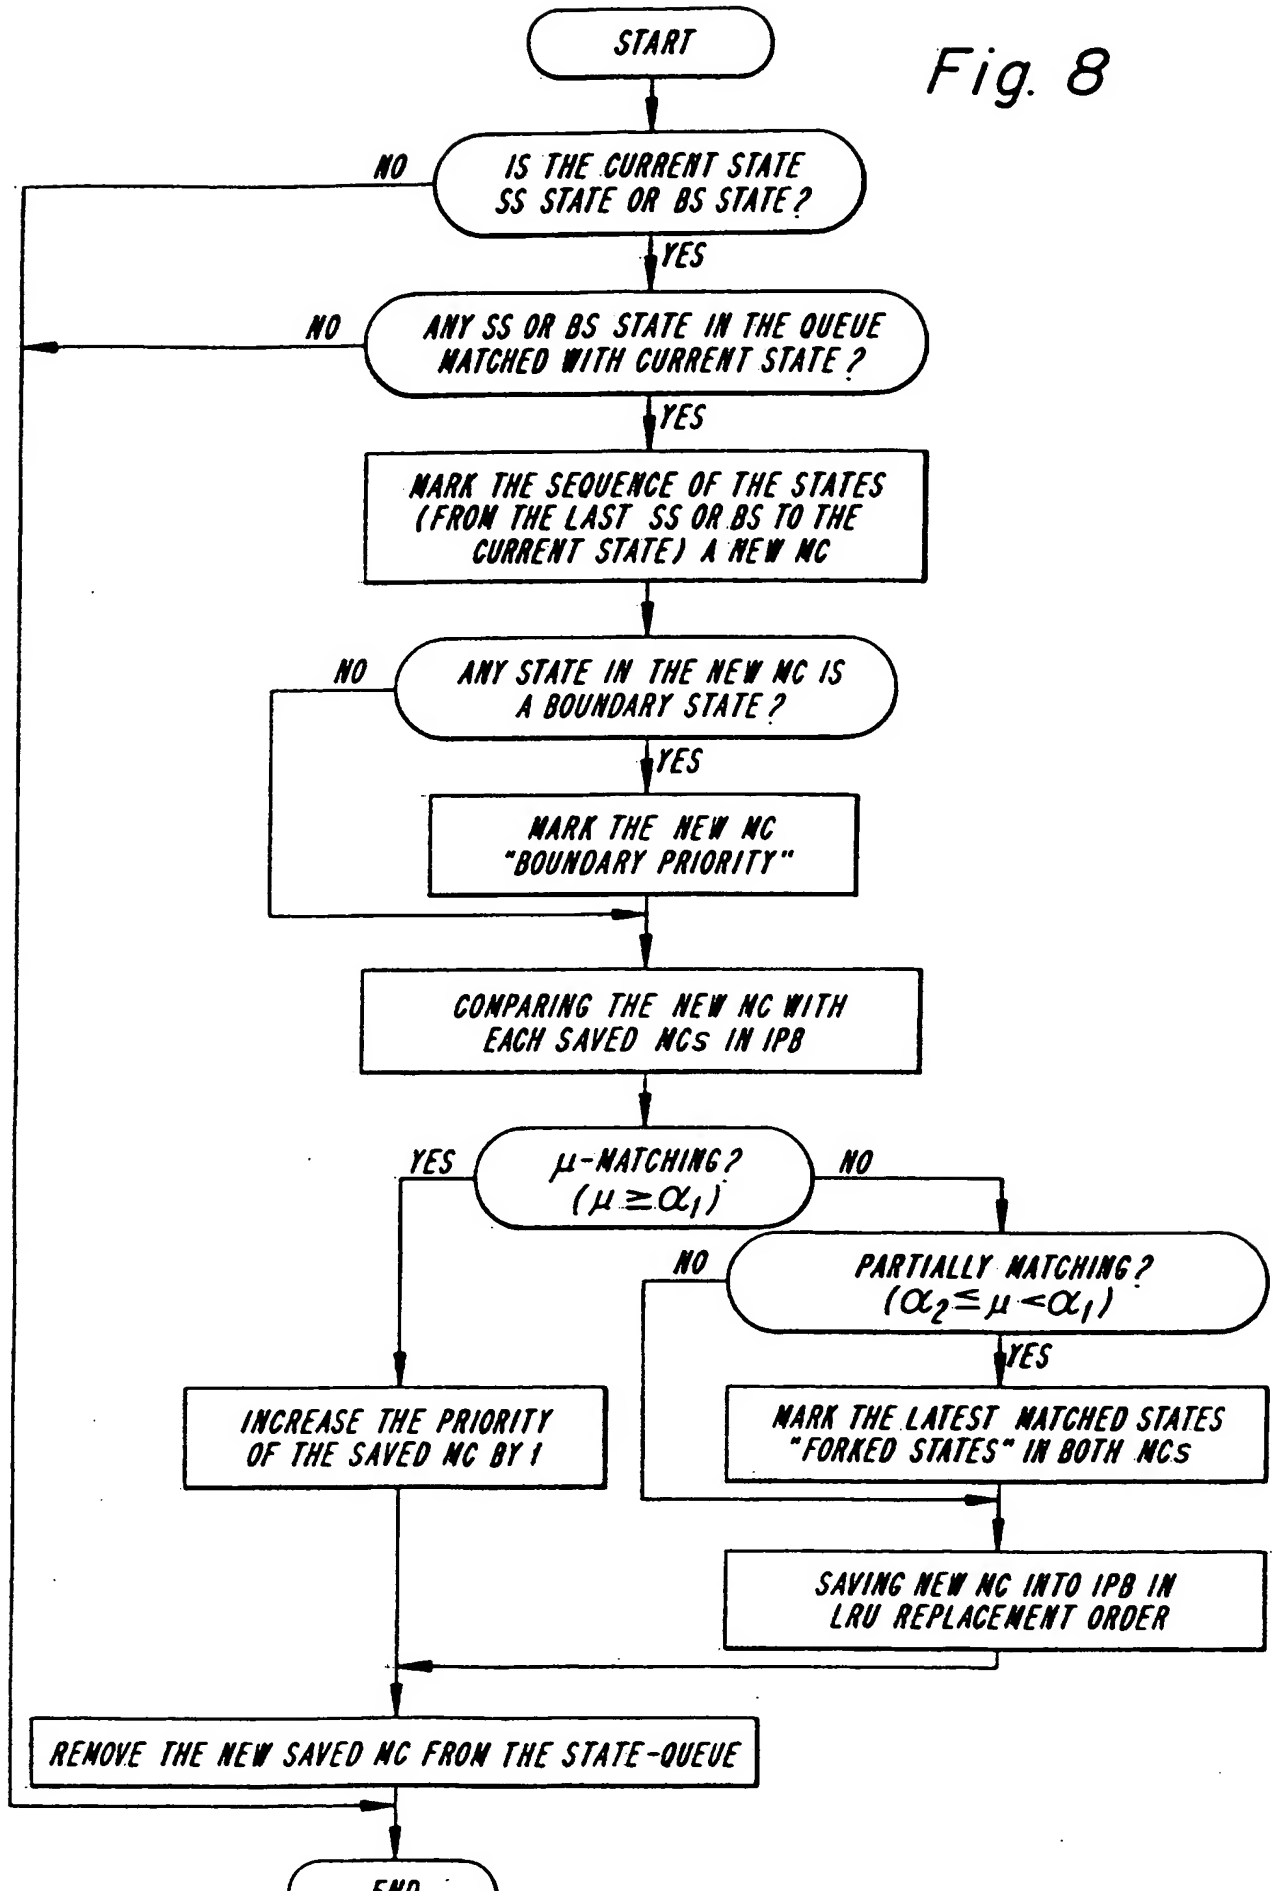 START
Fig. 8
NO
IS THE CURRENT STATE
SS STATE OR BS STATE?
YES
NO
ANY SS OR BS STATE IN THE QUEUE
MATCHED WITH CURRENT STATE?
YES
MARK THE SEQUENCE OF THE STATES
(FROM THE LAST SS OR BS TO THE
CURRENT STATE) A NEW MC
NO
ANY STATE IN THE NEW MC IS
A BOUNDARY STATE?
YES
MARK THE NEW MC
"BOUNDARY PRIORITY"
COMPARING THE NEW MC WITH
EACH SAVED MCs IN IPB
YES
μ-MATCHING?
(μ ≥ α₁)
NO
NO
PARTIALLY MATCHING?
(α₂ ≤ μ < α₁)
YES
INCREASE THE PRIORITY
OF THE SAVED MC BY 1
MARK THE LATEST MATCHED STATES
"FORKED STATES" IN BOTH MCs
SAVING NEW MC INTO IPB IN
LRU REPLACEMENT ORDER
REMOVE THE NEW SAVED MC FROM THE STATE-QUEUE
END